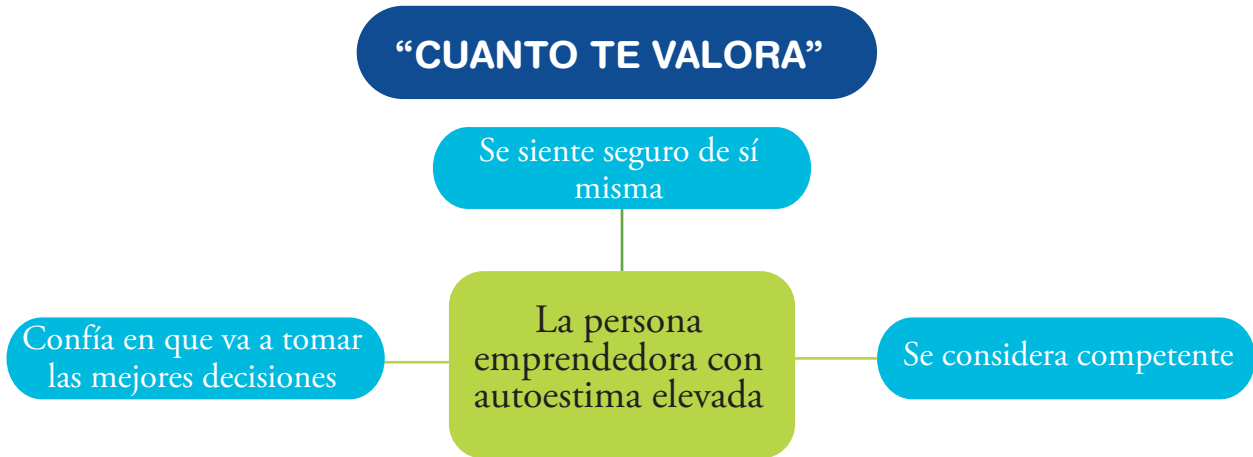 “CUANTO TE VALORA”
Se siente seguro de sí
misma
La persona
emprendedora con
autoestima elevada
Confía en que va a tomar
las mejores decisiones
Se considera competente